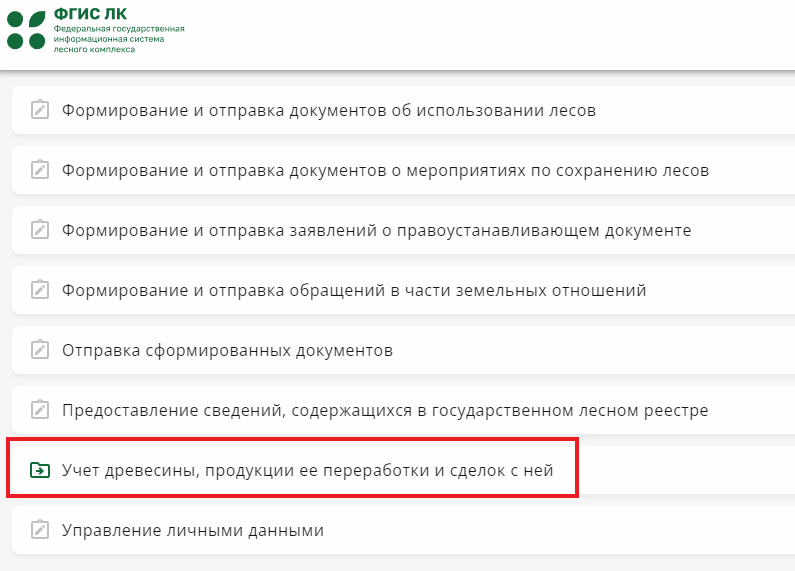 ФГИС ЛК
Федеральная государственная
информационная система
лесного комплекса
Формирование и отправка документов об использовании лесов
Формирование и отправка документов о мероприятиях по сохранению лесов
Формирование и отправка заявлений о правоустанавливающем документе
Формирование и отправка обращений в части земельных отношений
Отправка сформированных документов
Предоставление сведений, содержащихся в государственном лесном реестре
Учет древесины, продукции ее переработки и сделок с ней
Управление личными данными